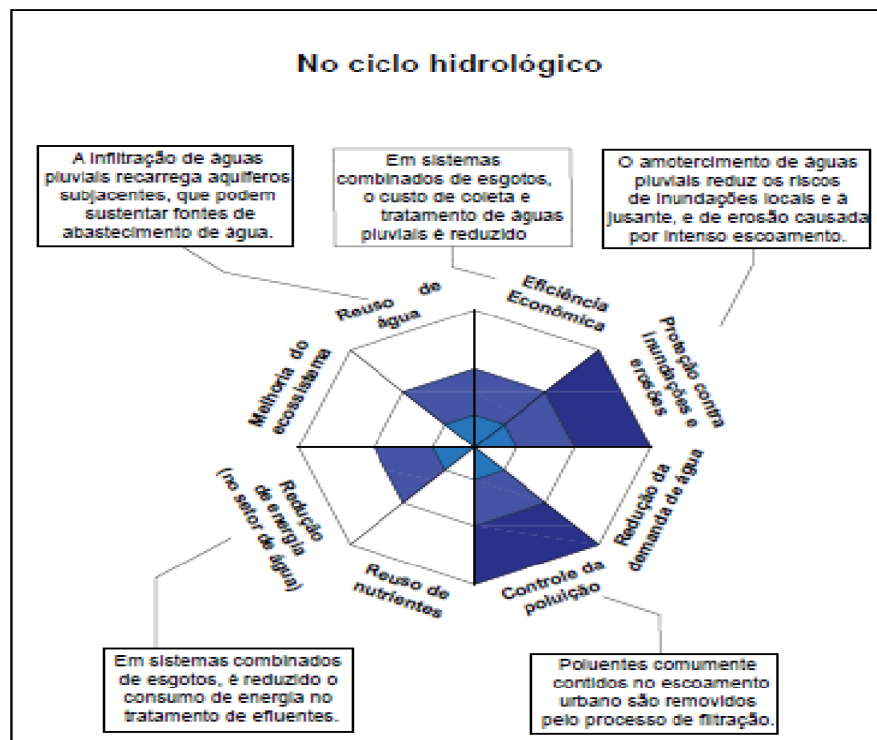 No ciclo hidrológico
A infiltração de águas
pluviais recarrega aquíferos
subjacentes, que podem
sustentar fontes de
abastecimento de água.
Em sistemas
combinados de esgotos,
o custo de coleta e
tratamento de águas
pluviais é reduzido
O amotercimento de águas
pluviais reduz os riscos
de inundações locais e à
jusante, e de erosão causada
por intenso escoamento.
Reuso de
água
Eficiência
Econômica
Proteção contra
inundações e
erosões
Melhoria do
ecossistema
Redução
de energia
(no setor de água)
Reuso de
nutrientes
Controle da
poluição
Redução da
demanda de água
Em sistemas combinados
de esgotos, é reduzido o
consumo de energia no
tratamento de efluentes.
Poluentes comumente
contidos no escoamento
urbano são removidos
pelo processo de filtração.